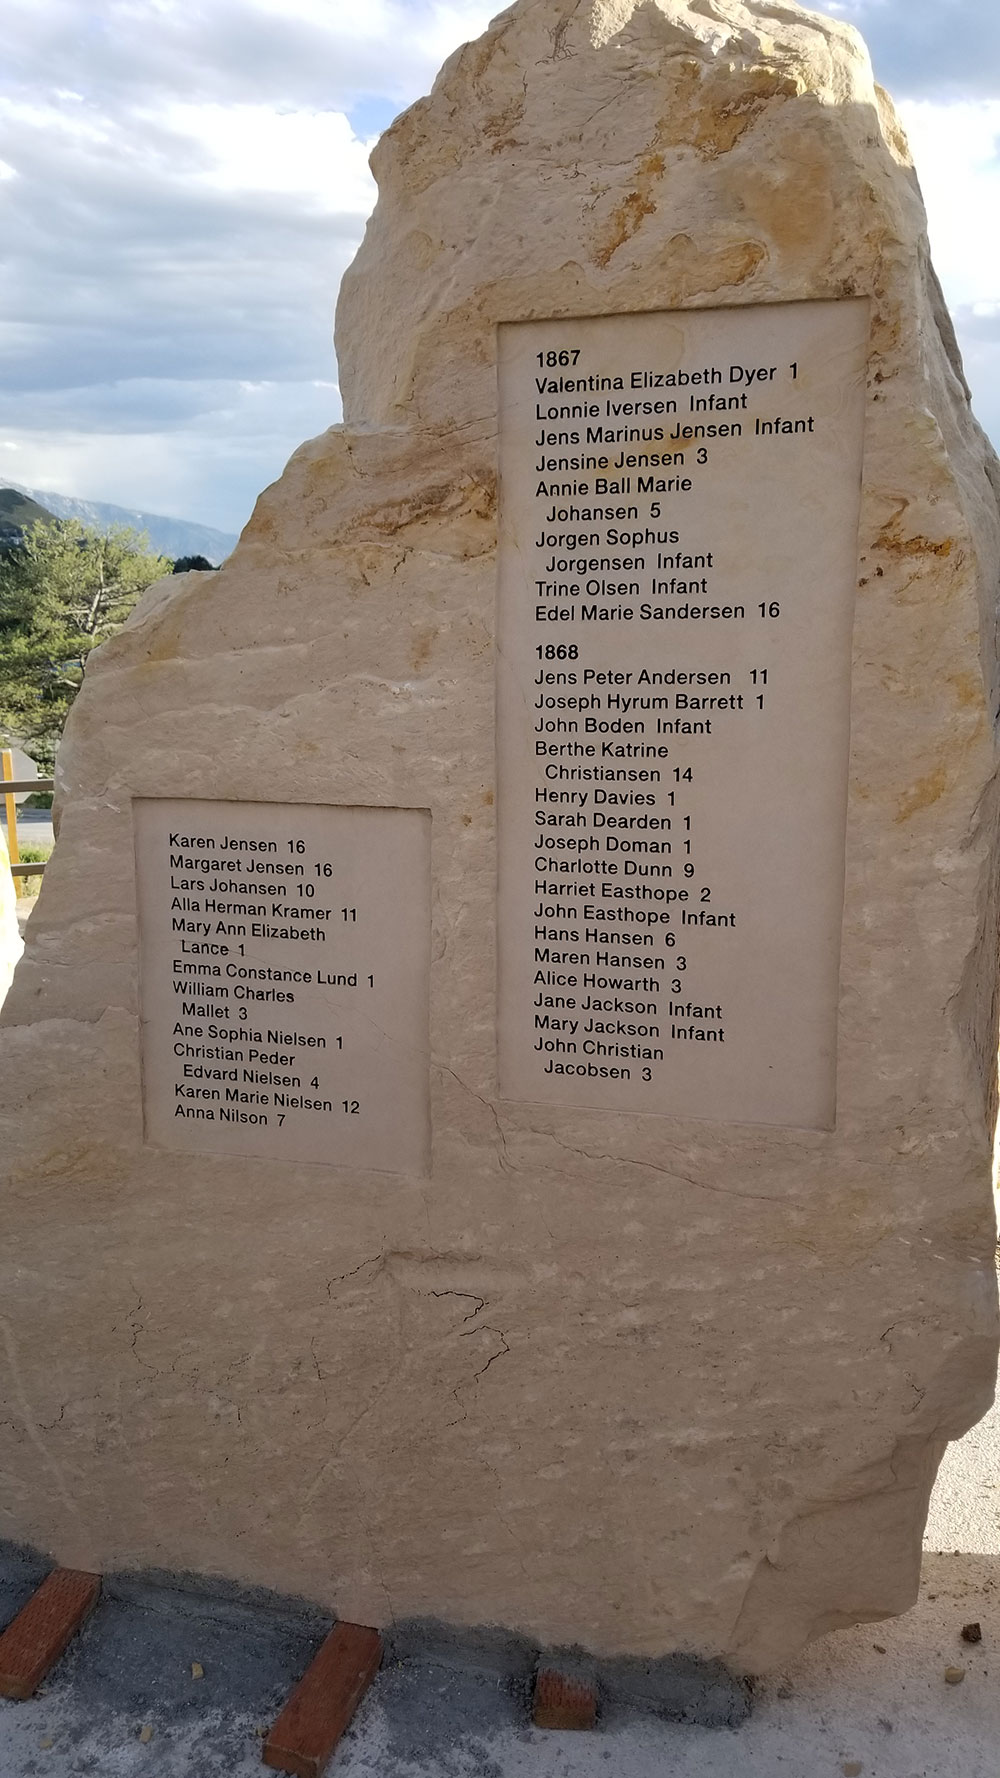 Karen Jensen 16
Margaret Jensen 16
Lars Johansen 10
Alla Herman Kramer 11
Mary Ann Elizabeth
Lance 1
Emma Constance Lund 1
William Charles
Mallet 3
Ane Sophia Nielsen 1
Christian Peder
Edvard Nielsen 4
Karen Marie Nielsen 12
Anna Nilson 7
1867
Valentina Elizabeth Dyer 1
Lonnie Iversen Infant
Jens Marinus Jensen Infant
Jensine Jensen 3
Annie Ball Marie
Johansen 5
Jorgen Sophus
Jorgensen Infant
Trine Olsen Infant
Edel Marie Sandersen 16
1868
Jens Peter Andersen 11
Joseph Hyrum Barrett 1
John Boden Infant
Berthe Katrine
Christiansen 14
Henry Davies 1
Sarah Dearden 1
Joseph Doman 1
Charlotte Dunn 9
Harriet Easthope 2
John Easthope Infant
Hans Hansen 6
Maren Hansen 3
Alice Howarth 3
Jane Jackson Infant
Mary Jackson Infant
John Christian
Jacobsen 3